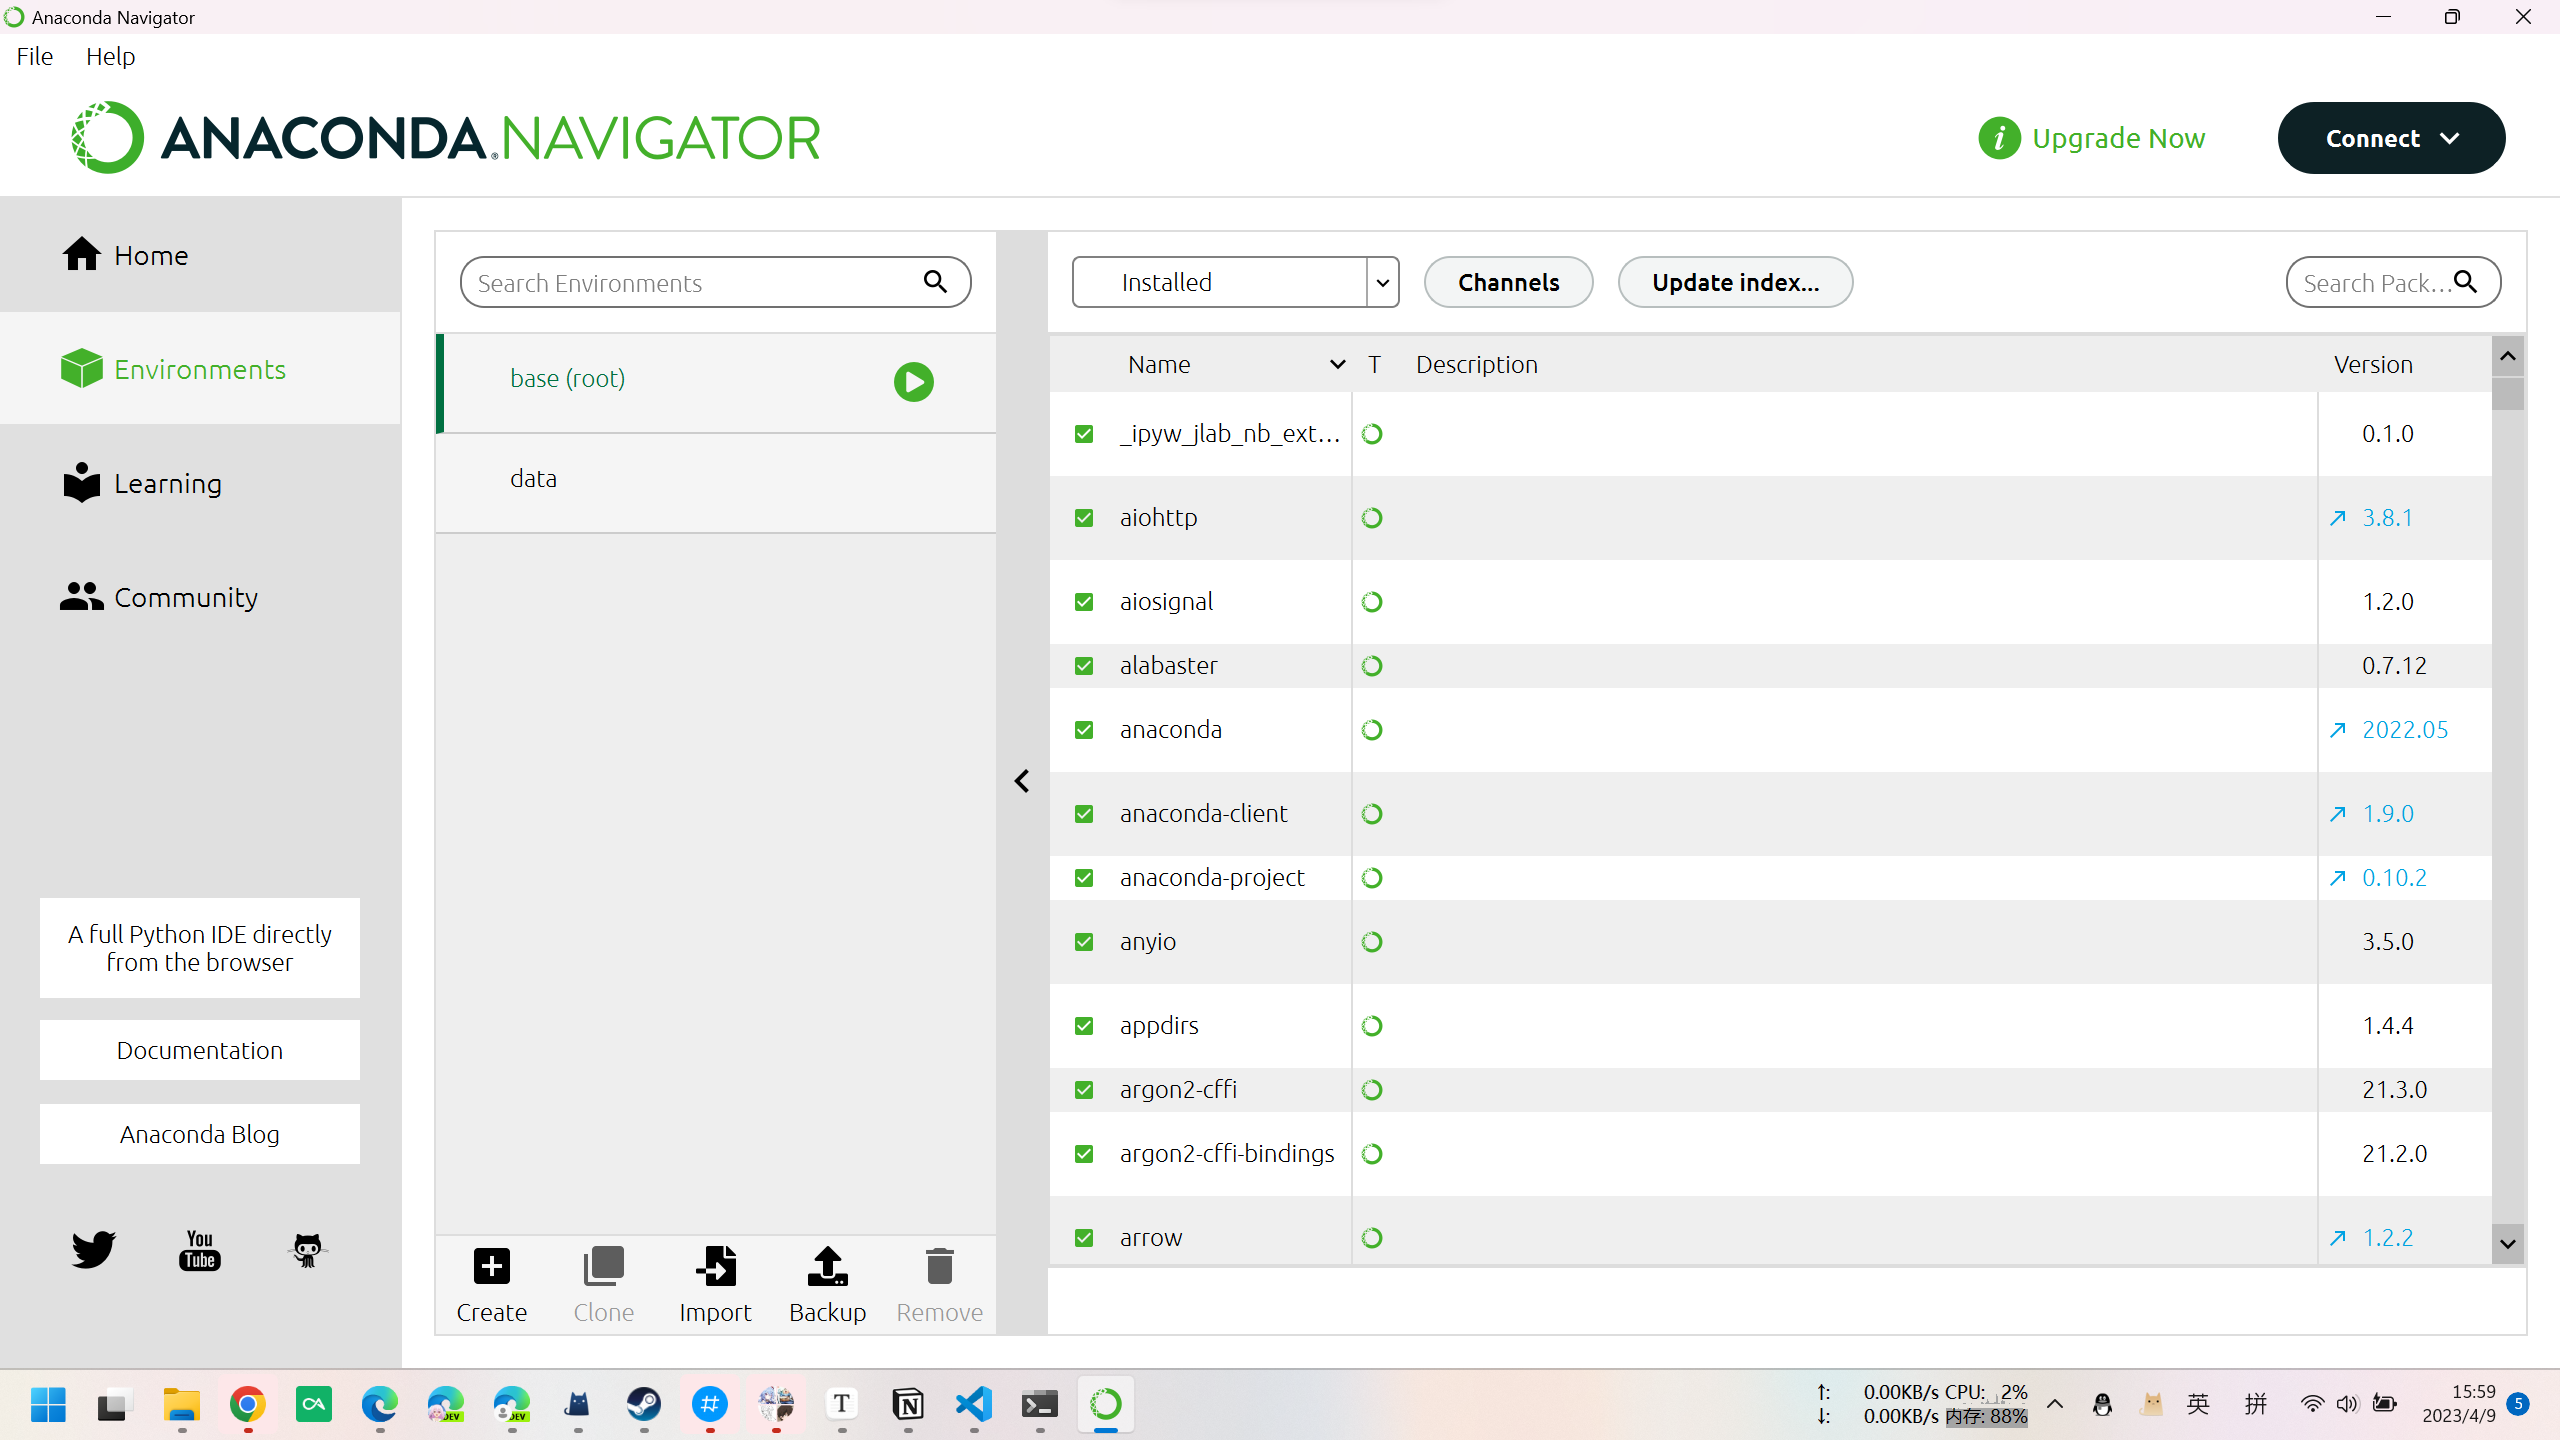 Anaconda Navigator
File Help
ANACONDA.NAVIGATOR
Upgrade Now
Connect
Home
Environments
Learning
Community
A full Python IDE directly
from the browser
Documentation
Anaconda Blog
You
Tube
Search Environments
base (root)
data
Create Clone Import Backup Remove
Installed Channels Update index... Search Pack...
Name T Description Version
_ipyw_jlab_nb_ext... 0.1.0
aiohttp 3.8.1
aiosignal 1.2.0
alabaster 0.7.12
anaconda 2022.05
anaconda-client 1.9.0
anaconda-project 0.10.2
anyio 3.5.0
appdirs 1.4.4
argon2-cffi 21.3.0
argon2-cffi-bindings 21.2.0
arrow 1.2.2
DEV
DEV
T
N
↑: 0.00KB/s CPU: 2%
↓: 0.00KB/s 内存: 88%
英
拼
15:59
2023/4/9
5